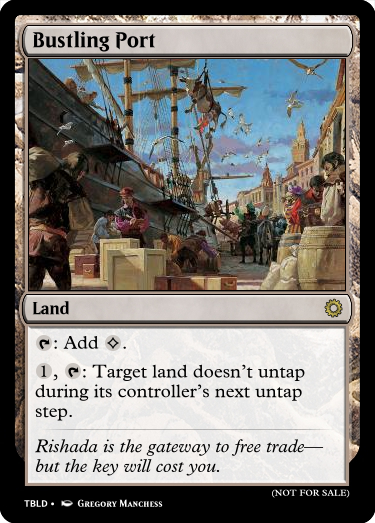 Bustling Port
Land
: Add .
1, : Target land doesn't untap
during its controller's next untap
step.
Rishada is the gateway to free trade—
but the key will cost you.
(NOT FOR SALE)
TBLD • Gregory Manchess